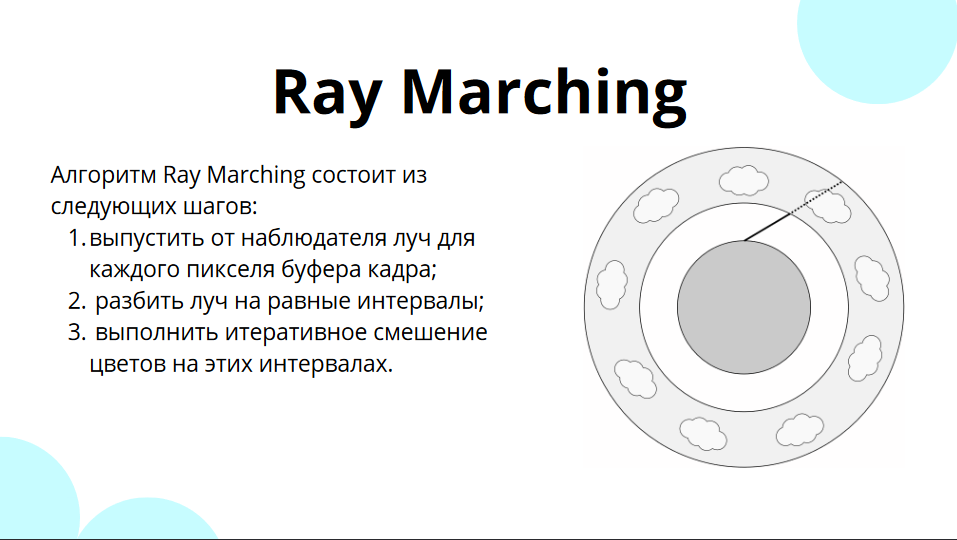 Ray Marching
Алгоритм Ray Marching состоит из
следующих шагов:
1. выпустить от наблюдателя луч для
каждого пикселя буфера кадра;
2. разбить луч на равные интервалы;
3. выполнить итеративное смешение
цветов на этих интервалах.